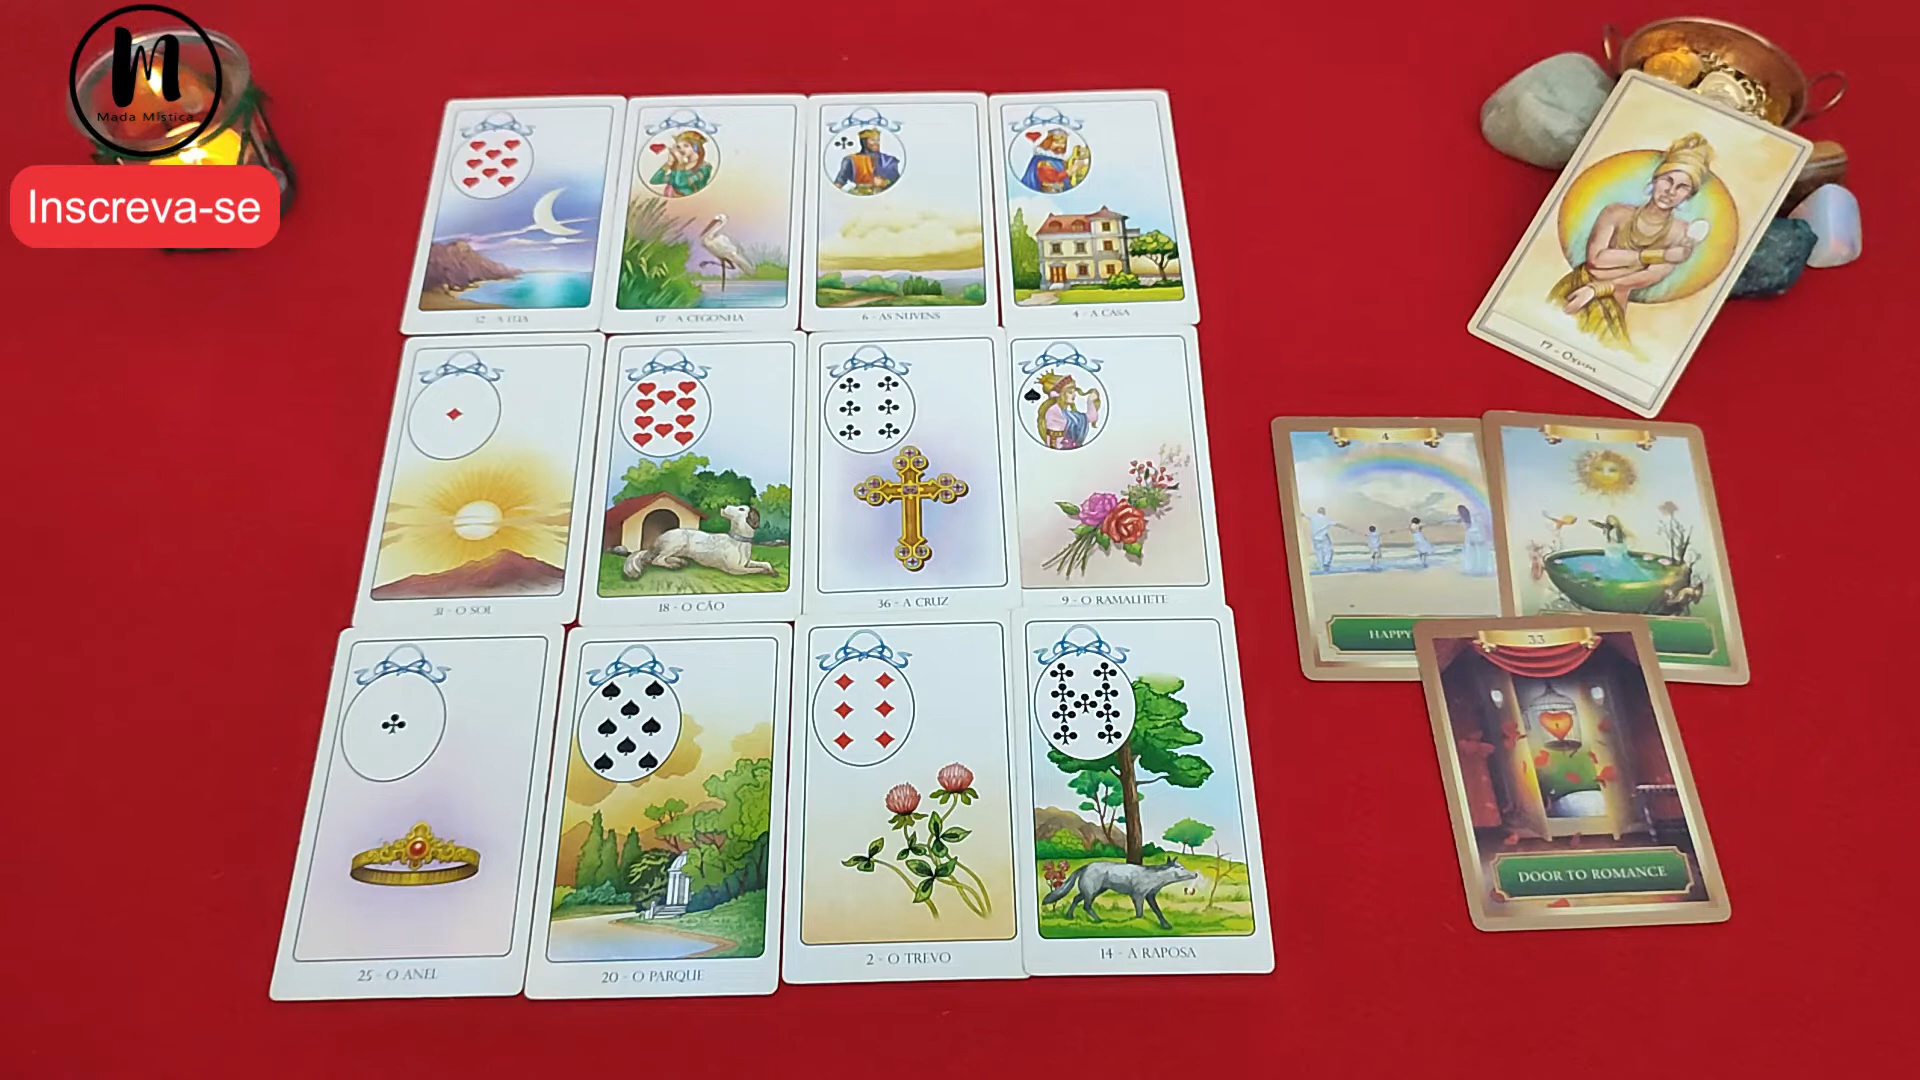 Mada Mística
Inscreva-se
32 - A LUA
17 - A CEGONHA
6 - AS NUVENS
4 - A CASA
31 - O SOL
18 - O CÃO
36 - A CRUZ
9 - O RAMALHETE
25 - O ANEL
20 - O PARQUE
2 - O TREVO
14 - A RAPOSA
17 - Oxum
4
1
HAPPY
33
DOOR TO ROMANCE